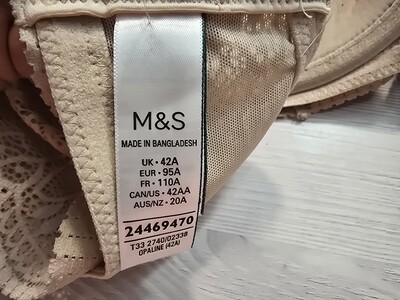 M&S
MADE IN BANGLADESH
UK • 42A
EUR • 95A
FR • 110A
CAN/US • 42AA
AUS/NZ • 20A
24469470
T33 2740/02338
OPALINE (42A)